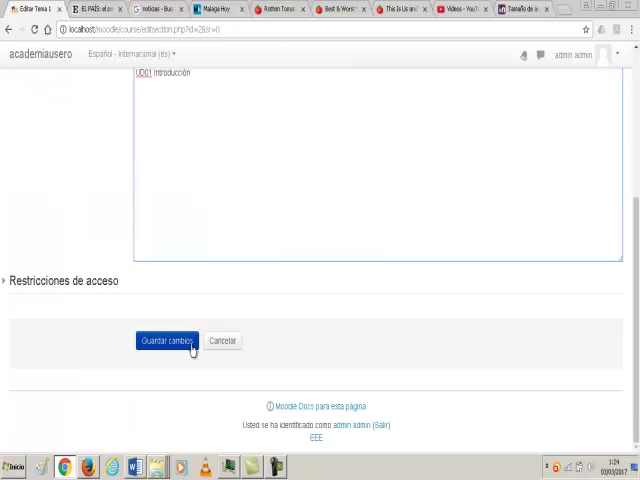 Editar Tema 1
EL PAÍS: el per
noticias - Bus
Malaga Hoy
Rotten Tomat
Best & Worst
This Is Us and
Videos - YouTu
Tamaño de
localhost/moodle/course/editsection.php?id=2&sr=0
academiausero
Español - Internacional (es)
admin admin
UD01 Introducción
Restricciones de acceso
Guardar cambios
Cancelar
Moodle Docs para esta página
Usted se ha identificado como admin admin (Salir)
EEE
Inicio
1:24
03/03/2017